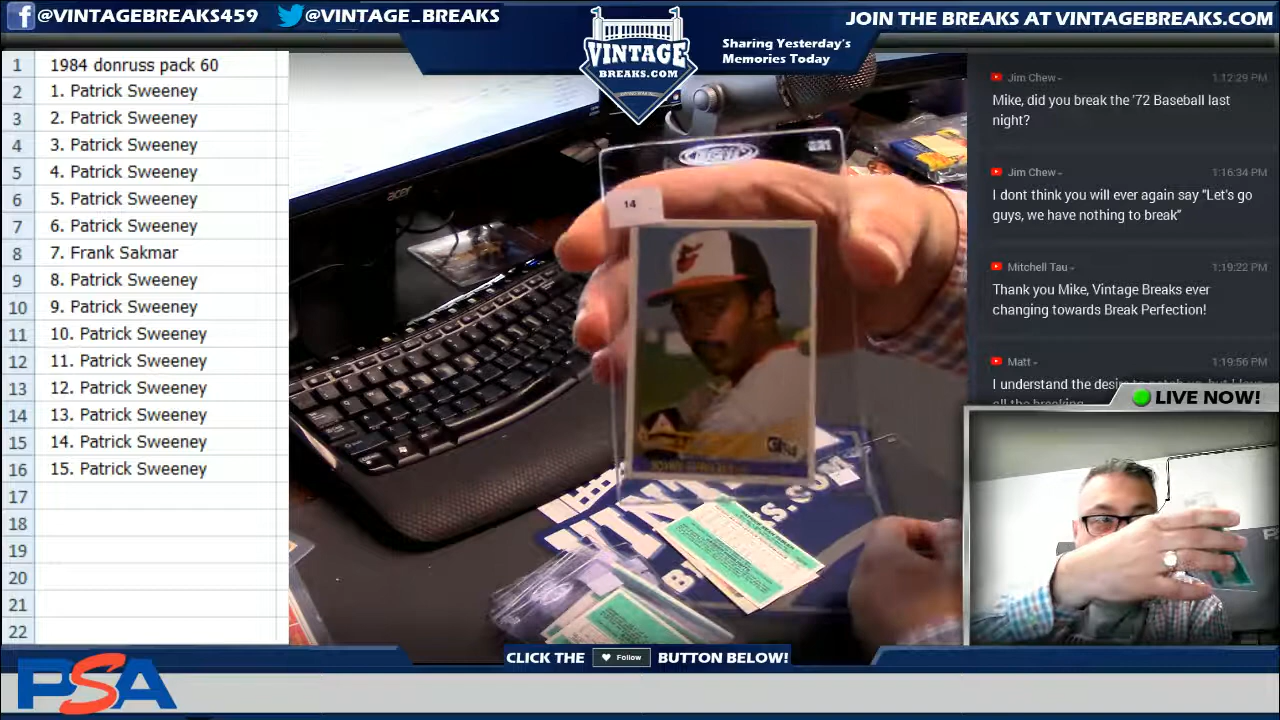 @VINTAGEBREAKS459
@VINTAGE_BREAKS
VINTAGE
BREAKS.COM
Sharing Yesterday's
Memories Today
JOIN THE BREAKS AT VINTAGEBREAKS.COM
1 1984 donruss pack 60
2 1. Patrick Sweeney
3 2. Patrick Sweeney
4 3. Patrick Sweeney
5 4. Patrick Sweeney
6 5. Patrick Sweeney
7 6. Patrick Sweeney
8 7. Frank Sakmar
9 8. Patrick Sweeney
10 9. Patrick Sweeney
11 10. Patrick Sweeney
12 11. Patrick Sweeney
13 12. Patrick Sweeney
14 13. Patrick Sweeney
15 14. Patrick Sweeney
16 15. Patrick Sweeney
17
18
19
20
21
22
acer
14
Jim Chew 1:12:29 PM
Mike, did you break the '72 Baseball last
night?
Jim Chew 1:16:34 PM
I dont think you will ever again say "Let's go
guys, we have nothing to break"
Mitchell Tau 1:19:22 PM
Thank you Mike, Vintage Breaks ever
changing towards Break Perfection!
Matt 1:19:56 PM
I understand the
all the breaking
LIVE NOW!
CLICK THE Follow BUTTON BELOW!
PSA